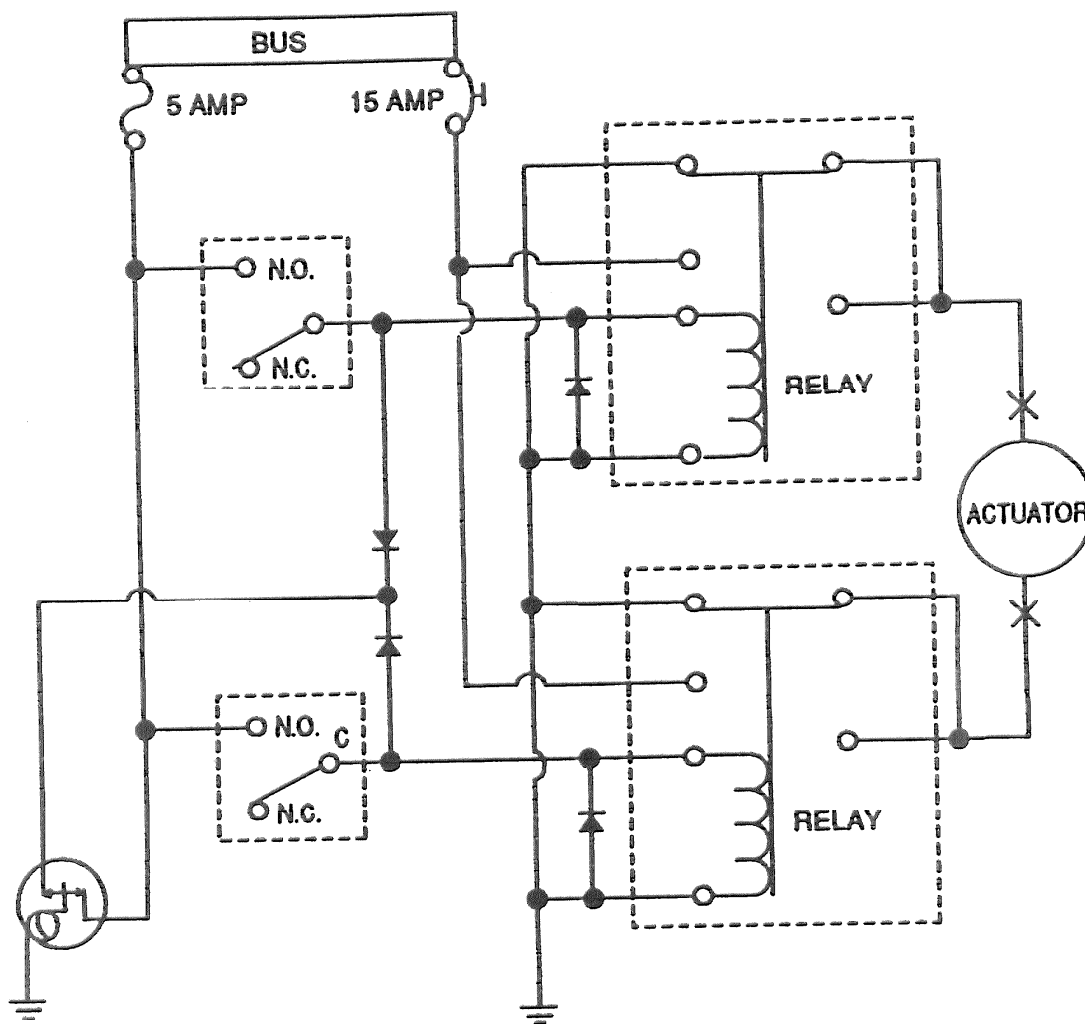 BUS
5 AMP
15 AMP
N.O.
N.C.
RELAY
ACTUATOR
N.O.
C
N.C.
RELAY